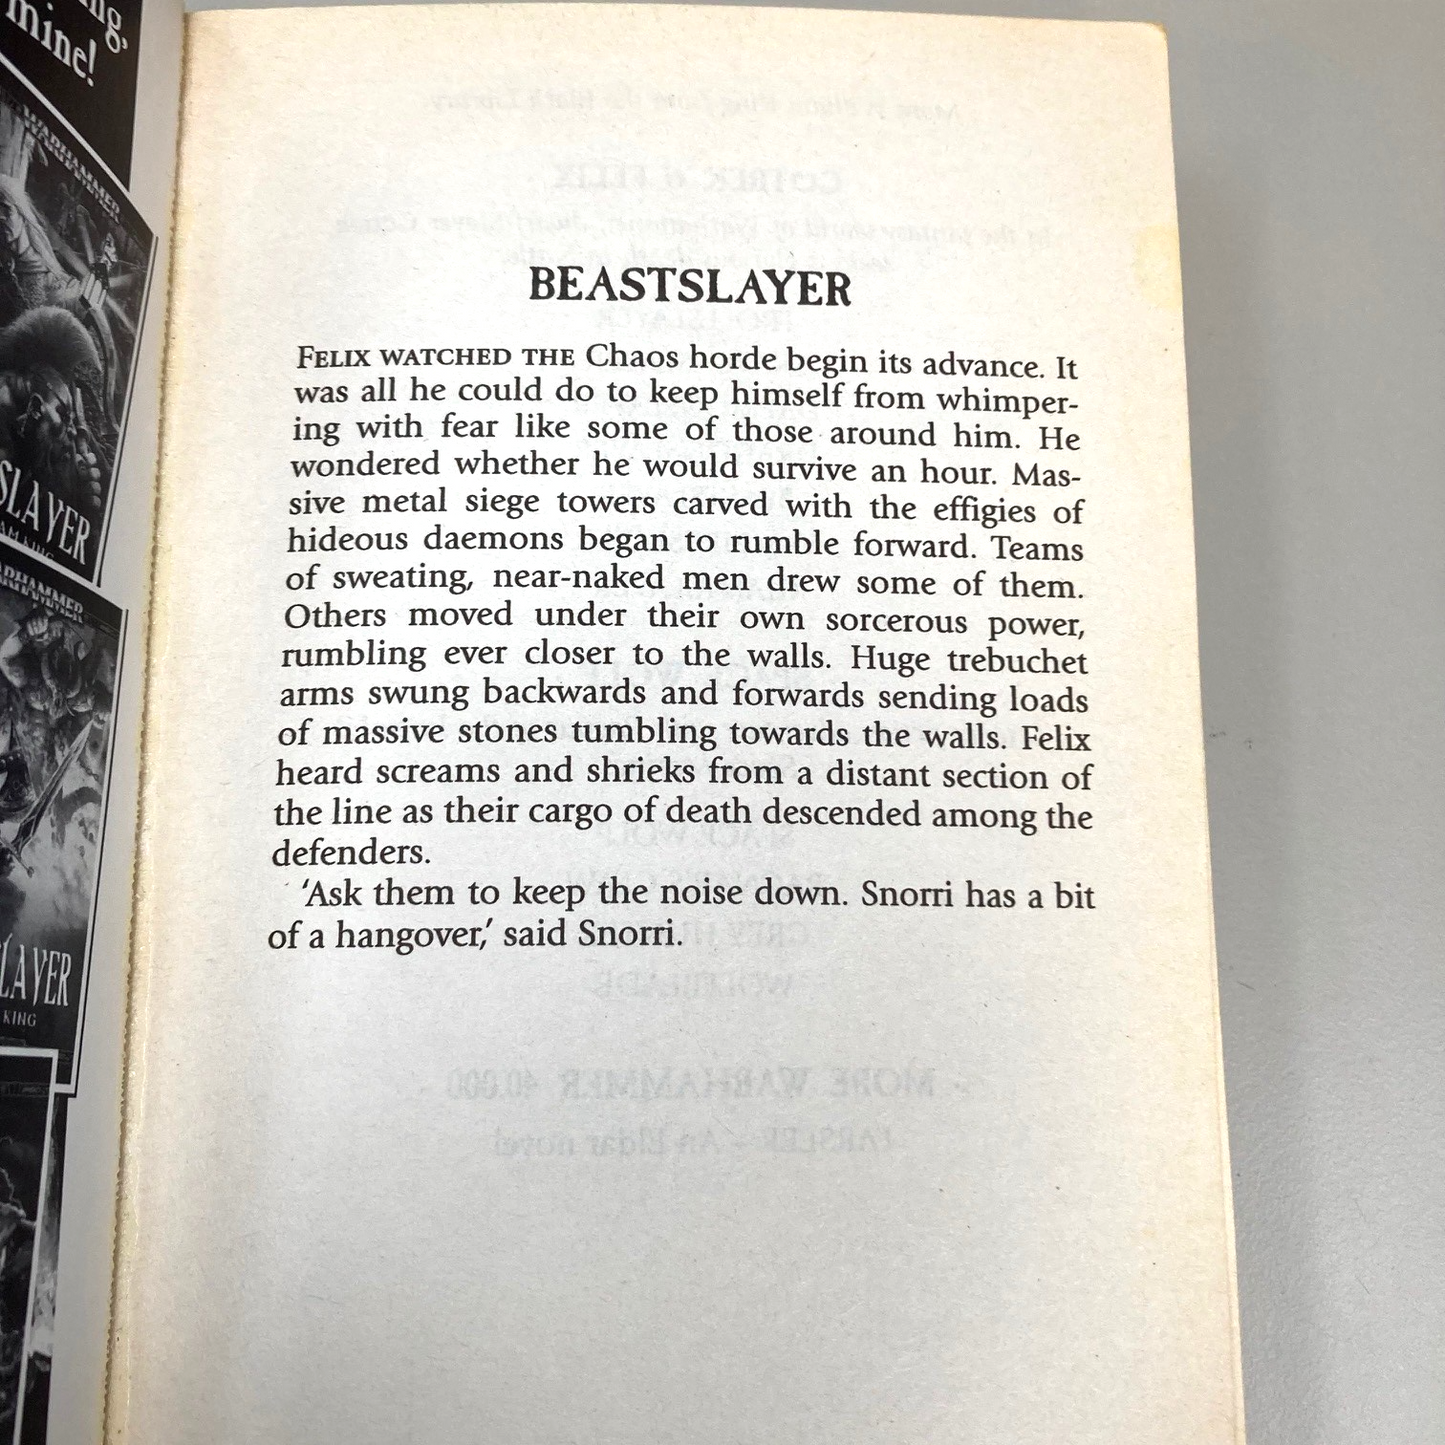 mine!
WARHAMMER
SLAYER
WARHAMMER
SLAYER
KING
BEASTSLAYER
FELIX WATCHED THE Chaos horde begin its advance. It
was all he could do to keep himself from whimper-
ing with fear like some of those around him. He
wondered whether he would survive an hour. Mas-
sive metal siege towers carved with the effigies of
hideous daemons began to rumble forward. Teams
of sweating, near-naked men drew some of them.
Others moved under their own sorcerous power,
rumbling ever closer to the walls. Huge trebuchet
arms swung backwards and forwards sending loads
of massive stones tumbling towards the walls. Felix
heard screams and shrieks from a distant section of
the line as their cargo of death descended among the
defenders.
‘Ask them to keep the noise down. Snorri has a bit
of a hangover,’ said Snorri.